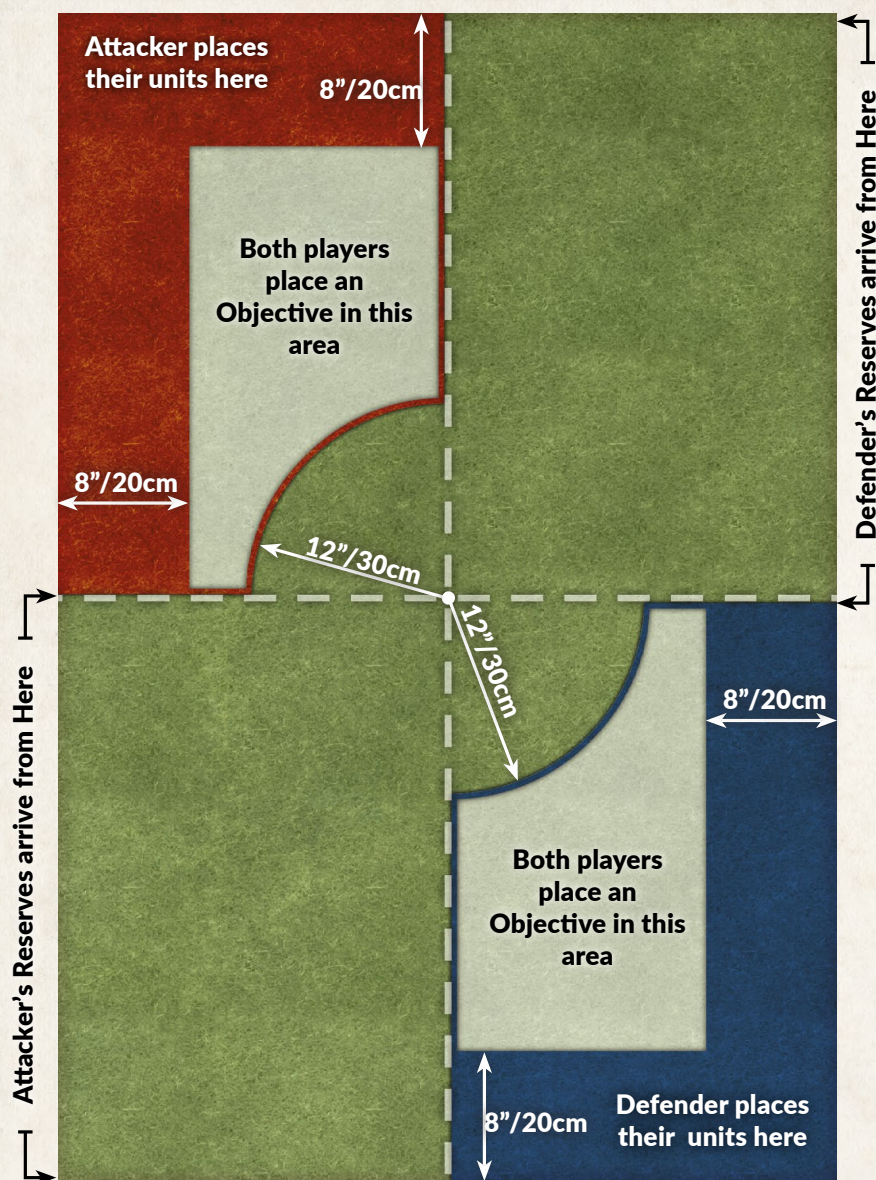 Attacker places
their units here
8”/20cm
Defender’s Reserves arrive from Here
Both players
place an
Objective in this
area
8”/20cm
12”/30cm
12”/30cm
Attacker’s Reserves arrive from Here
8”/20cm
Both players
place an
Objective in this
area
8”/20cm
Defender places
their  units here